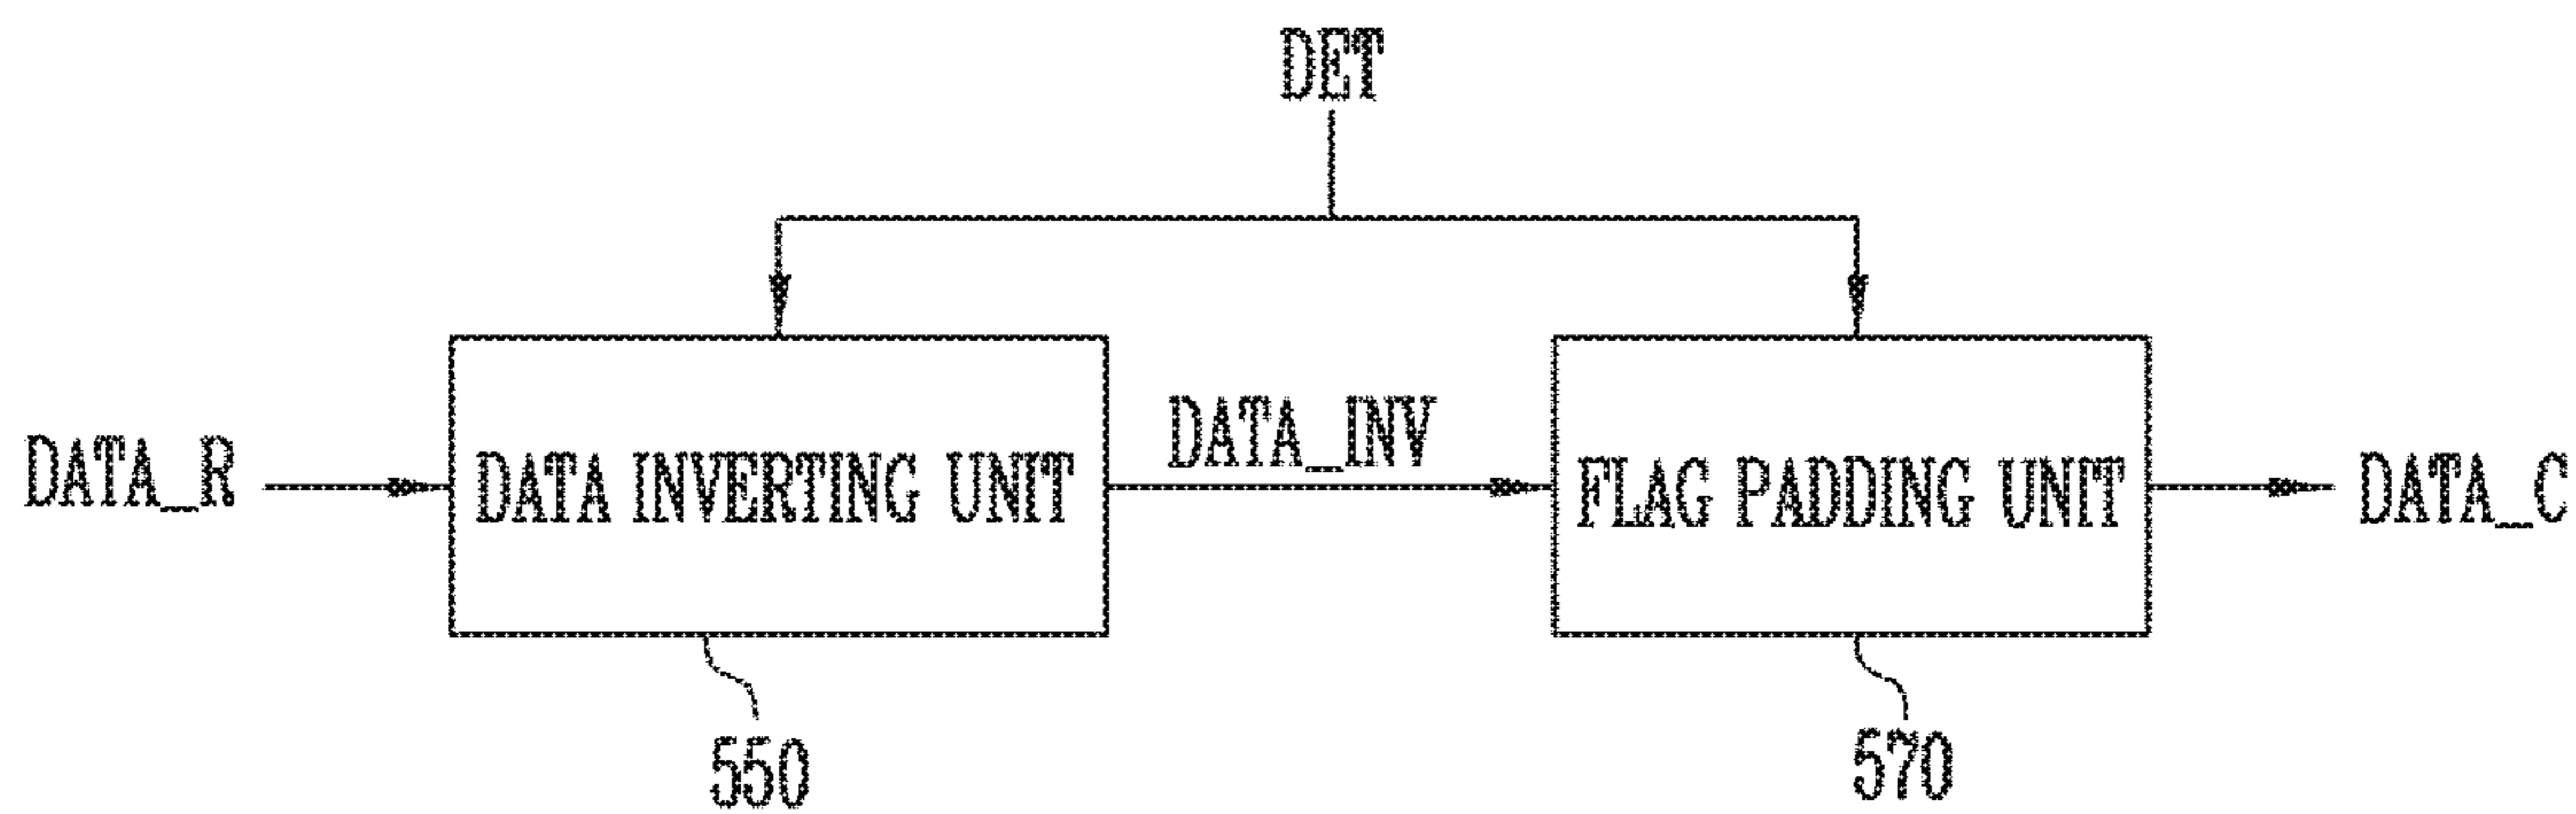 DET
DATA_INV
DATA_R
DATA INVERTING UNIT
FLAG PADDING UNIT
DATA_C
550
570